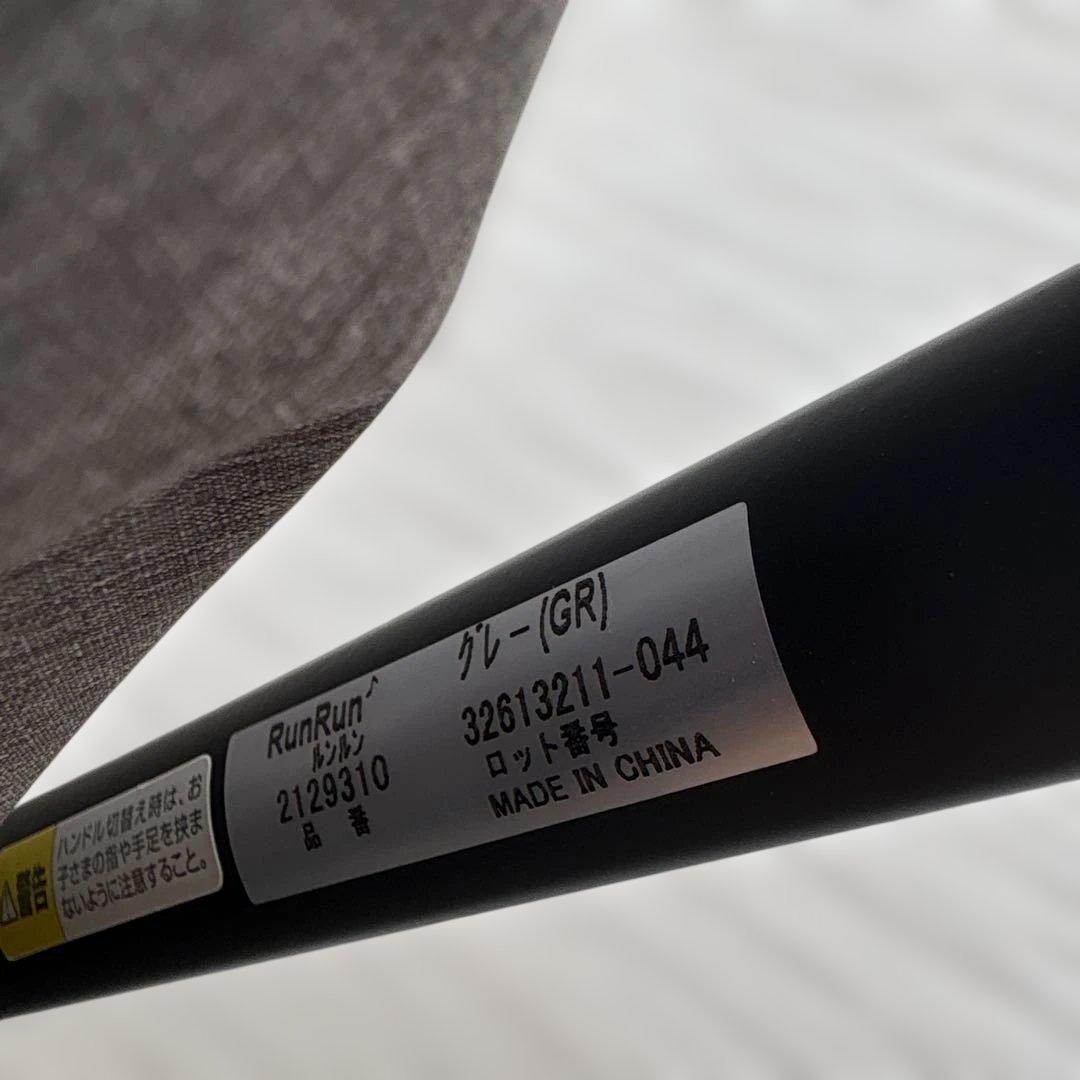 RunRun♪ グレー(GR)
ルンルン
2129310 32613211-044
品番 ロット番号
MADE IN CHINA
警告
ハンドル切替え時は、お
子さまの指や手足を挟ま
ないように注意すること。